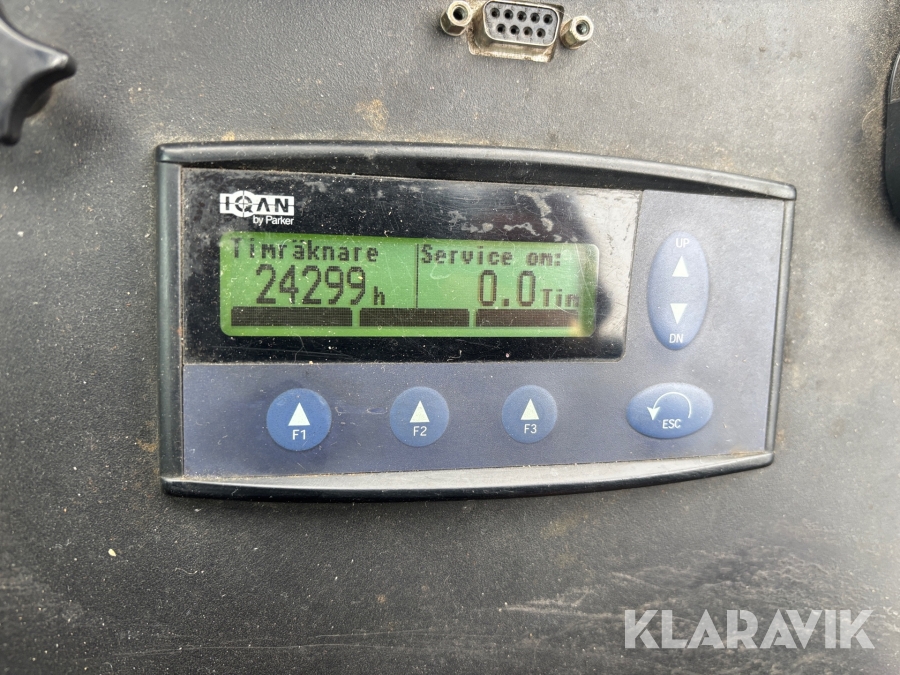 IQAN
by Parker
Timräknare
24299h
Service om:
0.0Tim
UP
DN
F1
F2
F3
ESC
KLARAVIK